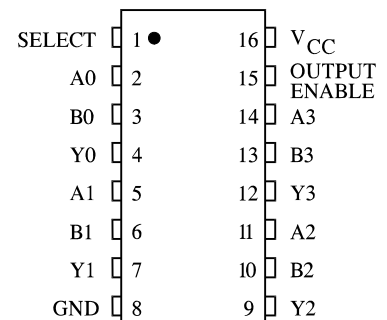 SELECT 1 16 VCC
A0 2 15 OUTPUT ENABLE
B0 3 14 A3
Y0 4 13 B3
A1 5 12 Y3
B1 6 11 A2
Y1 7 10 B2
GND 8 9 Y2